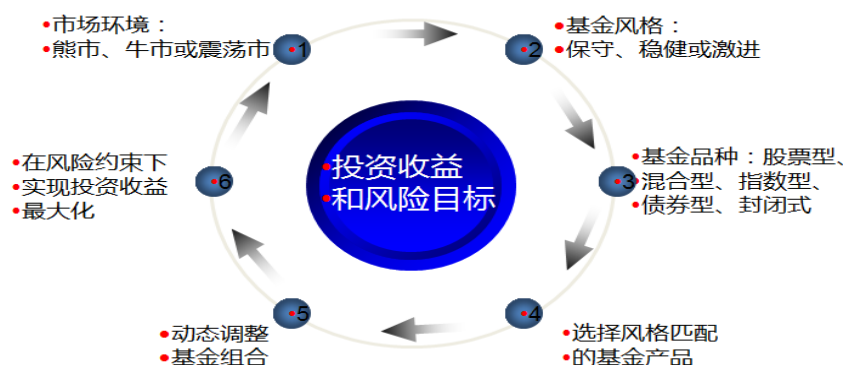 市场环境：
熊市、牛市或震荡市
1
2
基金风格：
保守、稳健或激进
3
基金品种：股票型、
混合型、指数型、
债券型、封闭式
4
选择风格匹配
的基金产品
5
动态调整
基金组合
6
在风险约束下
实现投资收益
最大化
投资收益
和风险目标